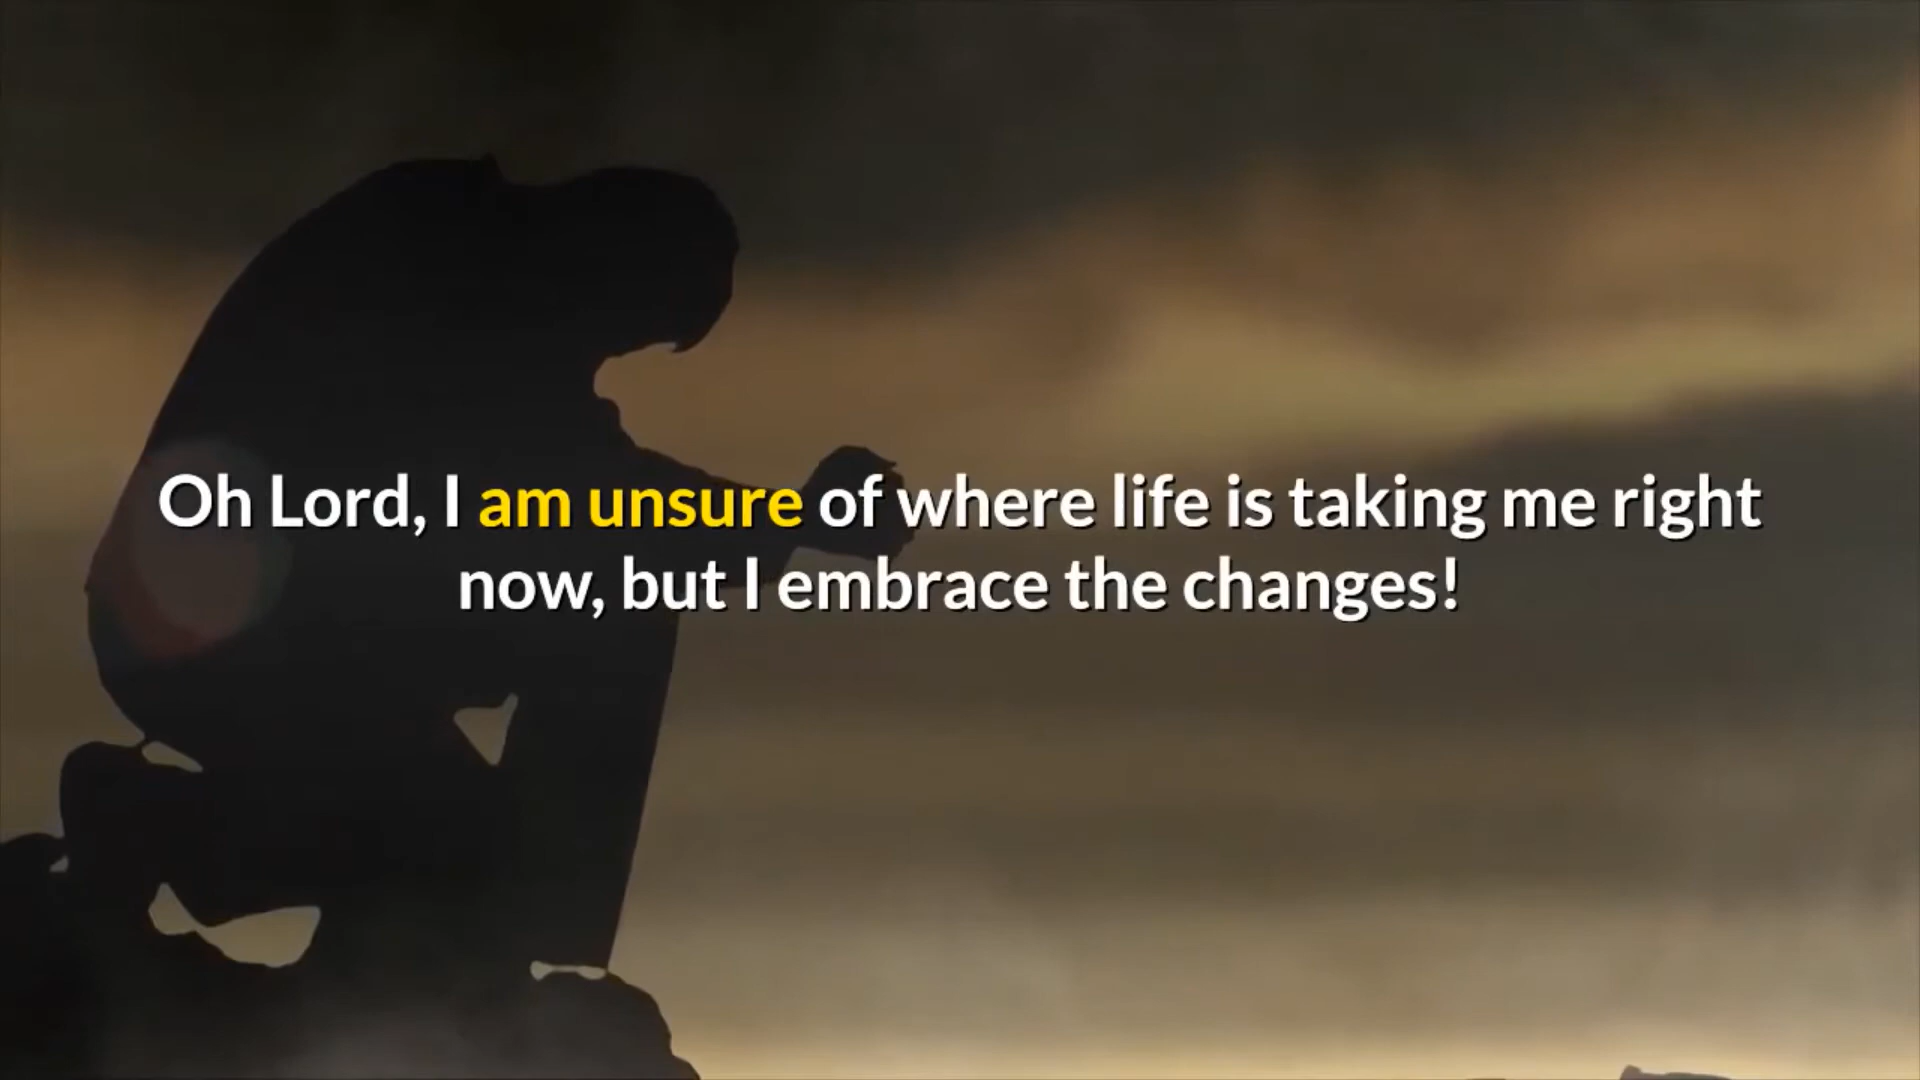 Oh Lord, I am unsure of where life is taking me right
now, but I embrace the changes!